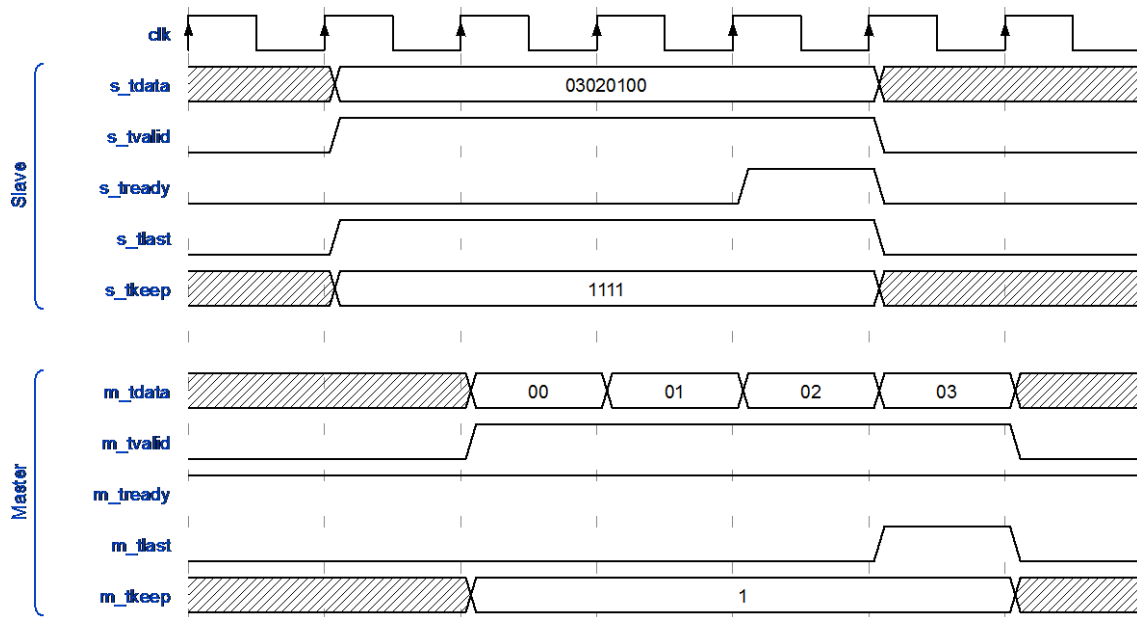 clk
Slave
s_tdata 03020100
s_tvalid
s_tready
s_tlast
s_tkeep 1111
Master
m_tdata 00 01 02 03
m_tvalid
m_tready
m_tlast
m_tkeep 1